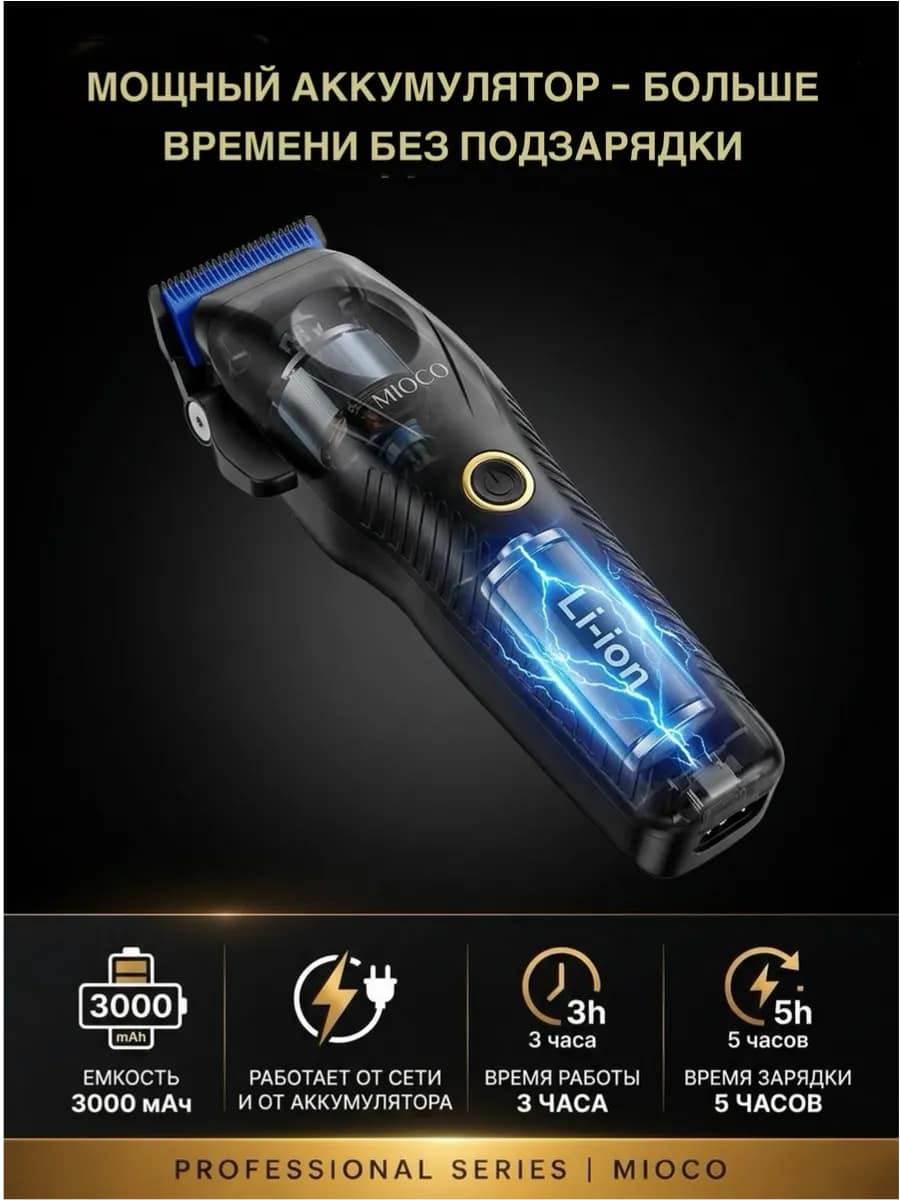 МОЩНЫЙ АККУМУЛЯТОР - БОЛЬШЕ
ВРЕМЕНИ БЕЗ ПОДЗАРЯДКИ
MIOCO
Li-ion
3000
mAh
ЕМКОСТЬ
3000 мАч
РАБОТАЕТ ОТ СЕТИ
И ОТ АККУМУЛЯТОРА
3h
3 часа
ВРЕМЯ РАБОТЫ
3 ЧАСА
5h
5 часов
ВРЕМЯ ЗАРЯДКИ
5 ЧАСОВ
PROFESSIONAL SERIES | MIOCO